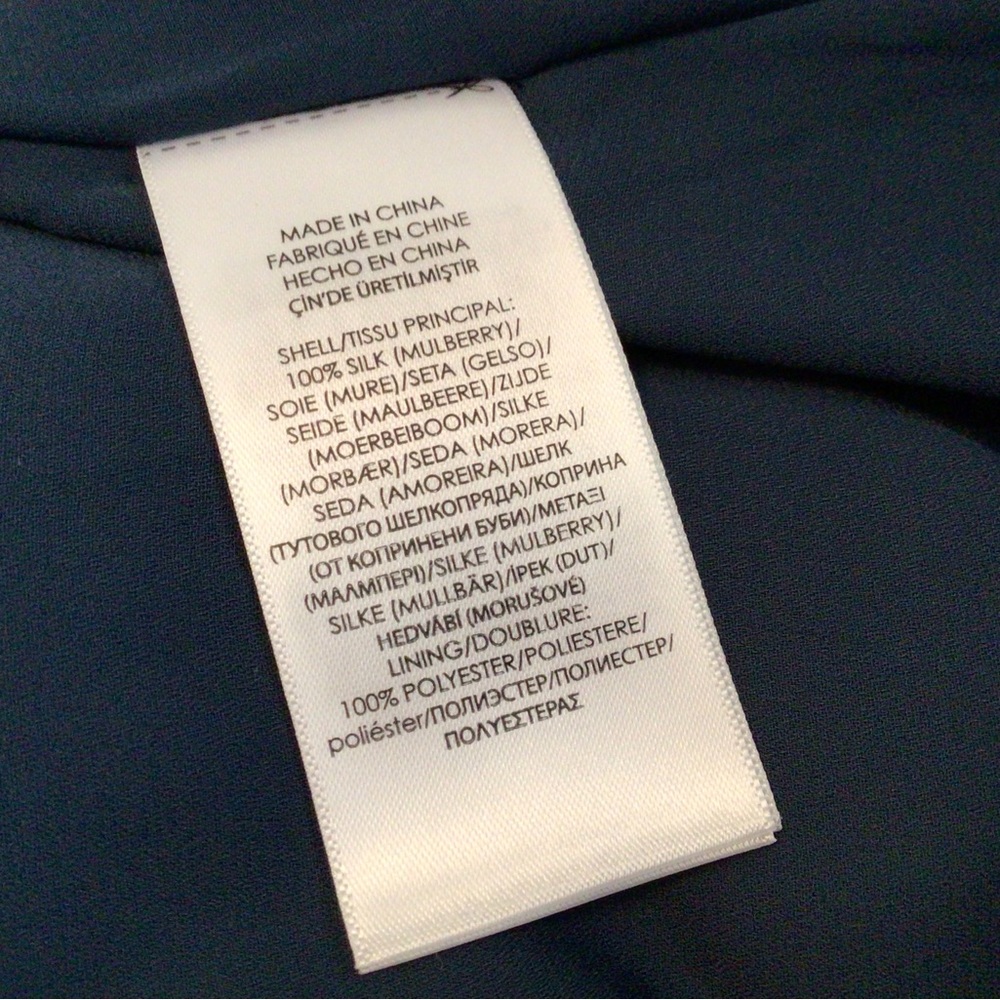 MADE IN CHINA
FABRIQUÉ EN CHINE
HECHO EN CHINA
ÇİN'DE ÜRETİLMİŞTİR
SHELL/TISSU PRINCIPAL:
100% SILK (MULBERRY)/
SOIE (MURE)/SETA (GELSO)/
SEIDE (MAULBEERE)/ZIJDE
(MOERBEIBOOM)/SILKE
(MORBÆR)/SEDA (MORERA)/
SEDA (AMOREIRA)/ШЕЛК
(ТУТОВОГО ШЕЛКОПРЯДА)/КОПРИНА
(ОТ КОПРИНЕНИ БУБИ)/ΜΕΤΑΞΙ
(ΜΑΛΜΠΕΡΙ)/SILKE (MULBERRY)/
SILKE (MULLBÄR)/İPEK (DUT)/
HEDVÁBÍ (MORUŠOVÉ)
LINING/DOUBLURE:
100% POLYESTER/POLIESTERE/
poliéster/ПОЛИЭСТЕР/ПОЛИЕСТЕР/
ΠΟΛΥΕΣΤΕΡΑΣ